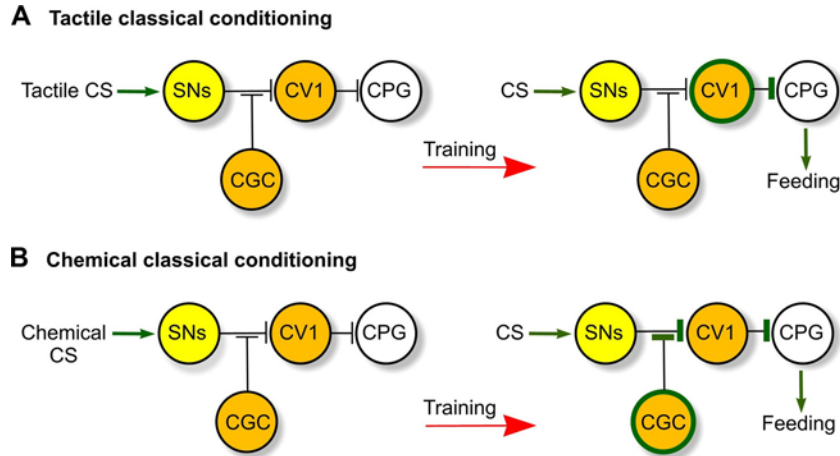 A Tactile classical conditioning
Tactile CS SNs CV1 CPG
CGC
Training
CS SNs CV1 CPG
CGC
Feeding
B Chemical classical conditioning
Chemical
CS
SNs CV1 CPG
CGC
Training
CS SNs CV1 CPG
CGC
Feeding